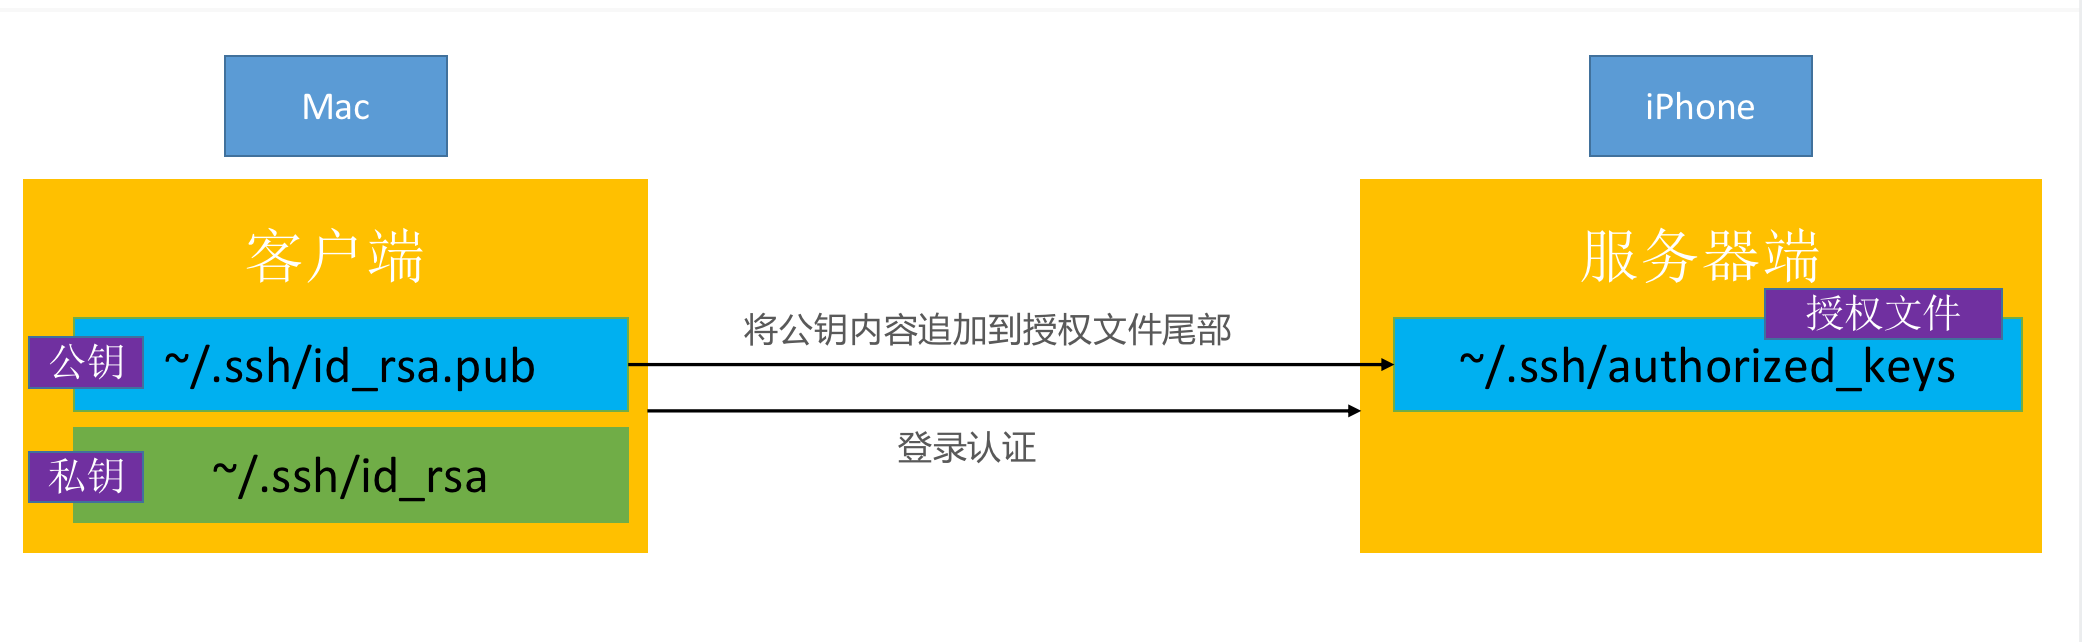 Mac
iPhone
客户端
服务器端
授权文件
将公钥内容追加到授权文件尾部
公钥
~/.ssh/id_rsa.pub
~/.ssh/authorized_keys
登录认证
私钥
~/.ssh/id_rsa